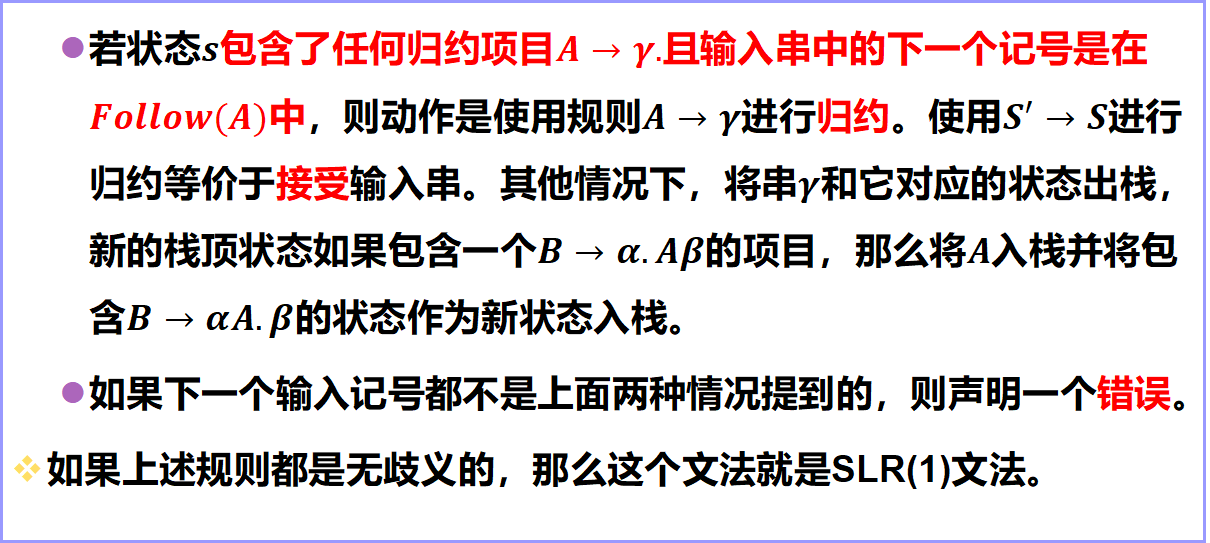 ●若状态s包含了任何归约项目A → γ.且输入串中的下一个记号是在
Follow(A)中，则动作是使用规则A → γ进行归约。使用S′ → S进行
归约等价于接受输入串。其他情况下，将串γ和它对应的状态出栈，
新的栈顶状态如果包含一个B → α. Aβ的项目，那么将A入栈并将包
含B → αA. β的状态作为新状态入栈。
●如果下一个输入记号都不是上面两种情况提到的，则声明一个错误。
❖如果上述规则都是无歧义的，那么这个文法就是SLR(1)文法。